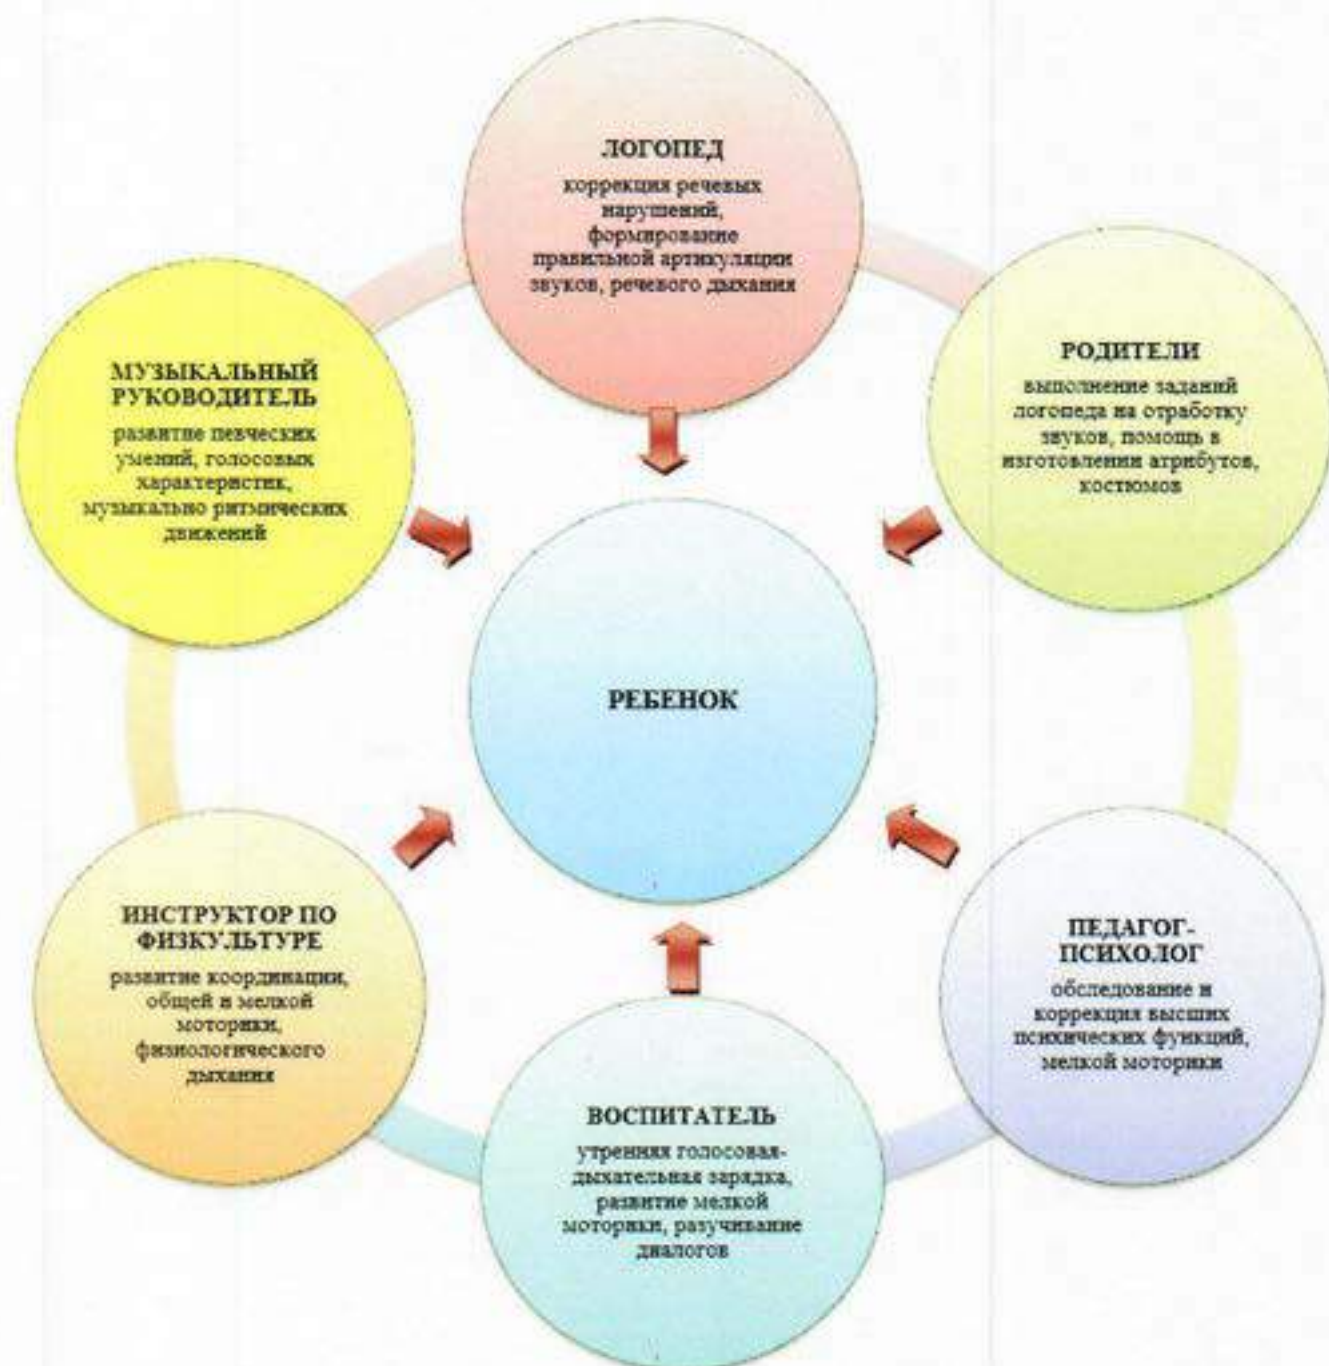 ЛОГОПЕД
коррекция речевых
нарушений,
формирование
правильной артикуляции
звуков, речевого дыхания
РОДИТЕЛИ
выполнение заданий
логопеда на отработку
звуков, помощь в
изготовлении атрибутов,
костюмов
МУЗЫКАЛЬНЫЙ
РУКОВОДИТЕЛЬ
развитие певческих
умений, голосовых
характеристик,
музыкально ритмических
движений
РЕБЕНОК
ИНСТРУКТОР ПО
ФИЗКУЛЬТУРЕ
развитие координации,
общей и мелкой
моторики,
физиологического
дыхания
ПЕДАГОГ-
ПСИХОЛОГ
обследование и
коррекция высших
психических функций,
мелкой моторики
ВОСПИТАТЕЛЬ
утренняя голосовая-
дыхательная зарядка,
развитие мелкой
моторики, разучивание
диалогов